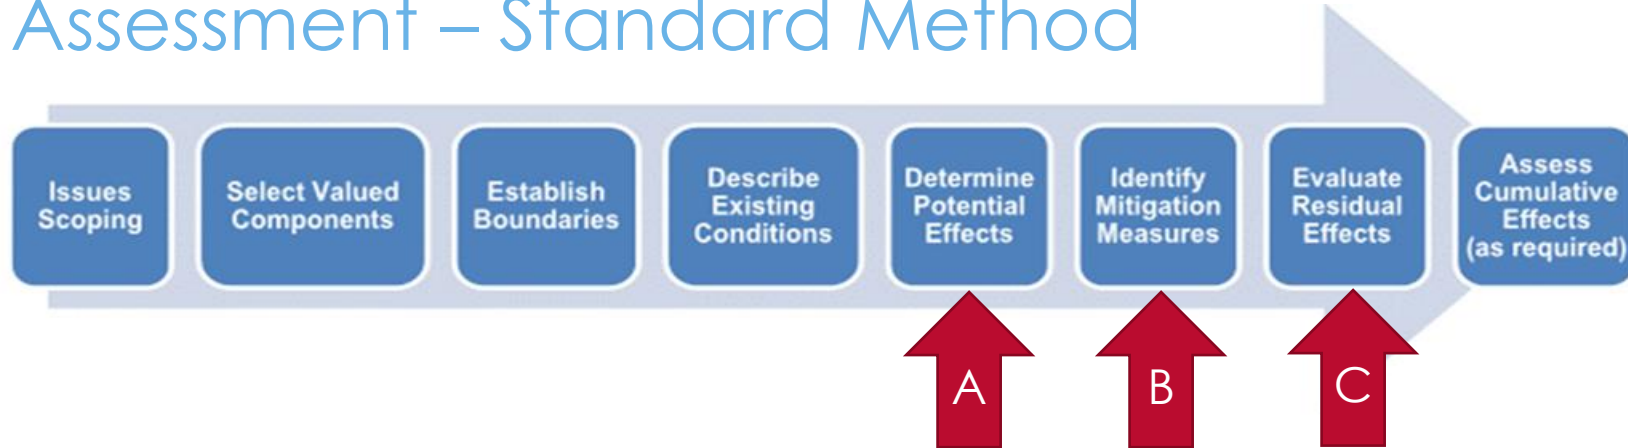 Assessment – Standard Method
Issues
Scoping
Select Valued
Components
Establish
Boundaries
Describe
Existing
Conditions
Determine
Potential
Effects
Identify
Mitigation
Measures
Evaluate
Residual
Effects
Assess
Cumulative
Effects
(as required)
A
B
C